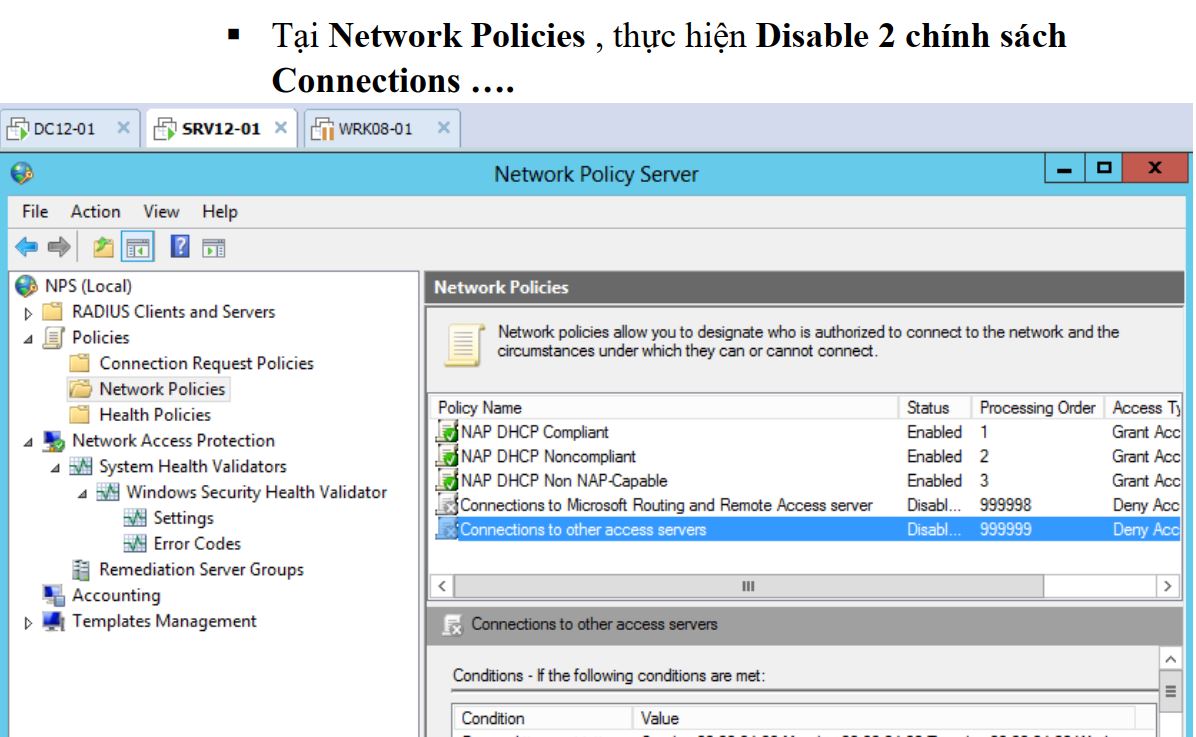 ▪ Tại Network Policies , thực hiện Disable 2 chính sách
Connections ….
DC12-01
SRV12-01
WRK08-01
Network Policy Server
File Action View Help
NPS (Local)
RADIUS Clients and Servers
Policies
Connection Request Policies
Network Policies
Health Policies
Network Access Protection
System Health Validators
Windows Security Health Validator
Settings
Error Codes
Remediation Server Groups
Accounting
Templates Management
Network Policies
Network policies allow you to designate who is authorized to connect to the network and the
circumstances under which they can or cannot connect.
Policy Name Status Processing Order Access Ty
NAP DHCP Compliant Enabled 1 Grant Acc
NAP DHCP Noncompliant Enabled 2 Grant Acc
NAP DHCP Non NAP-Capable Enabled 3 Grant Acc
Connections to Microsoft Routing and Remote Access server Disabl... 999998 Deny Acc
Connections to other access servers Disabl... 999999 Deny Acc
Connections to other access servers
Conditions - If the following conditions are met:
Condition Value